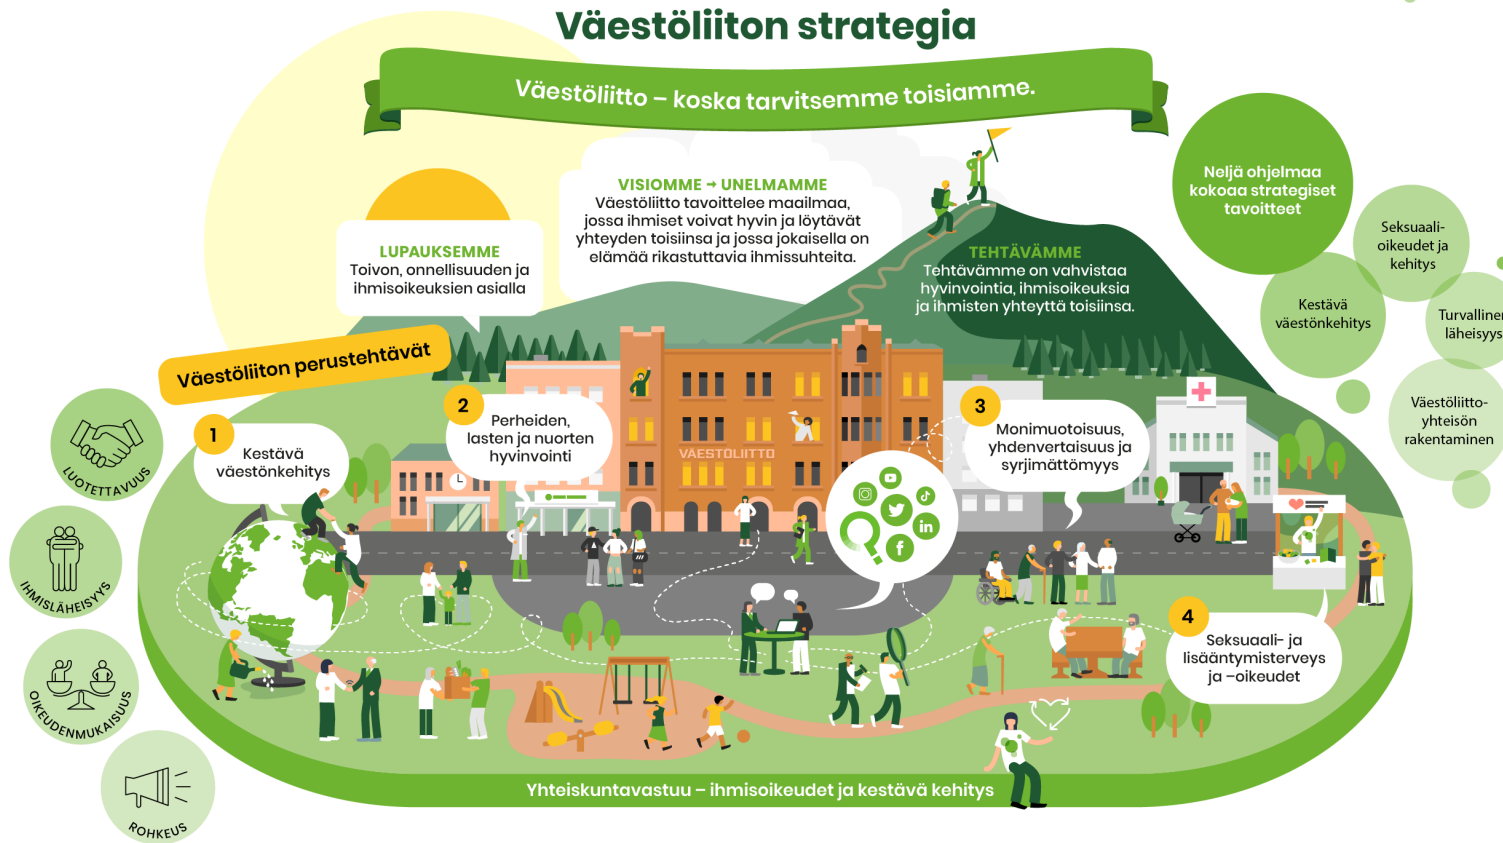 Väestöliiton strategia
Väestöliitto – koska tarvitsemme toisiamme.
LUPAUKSEMME
Toivon, onnellisuuden ja
ihmisoikeuksien asialla
VISIOMME → UNELMAMME
Väestöliitto tavoittelee maailmaa,
jossa ihmiset voivat hyvin ja löytävät
yhteyden toisiinsa ja jossa jokaisella on
elämää rikastuttavia ihmissuhteita.
TEHTÄVÄMME
Tehtävämme on vahvistaa
hyvinvointia, ihmisoikeuksia
ja ihmisten yhteyttä toisiinsa.
Neljä ohjelmaa
kokoaa strategiset
tavoitteet
Seksuaali-
oikeudet ja
kehitys
Kestävä
väestönkehitys
läheisyys
Väestöliitto-
yhteisön
rakentaminen
Väestöliiton perustehtävät
1
Kestävä
väestönkehitys
2
Perheiden,
lasten ja nuorten
hyvinvointi
3
Monimuotoisuus,
yhdenvertaisuus ja
syrjimättömyys
4
Seksuaali- ja
lisääntymisterveys
ja –oikeudet
VÄESTÖLIITTO
LUOTETTAVUUS
IHMISLÄHEISYYS
OIKEUDENMUKAISUUS
ROHKEUS
Yhteiskuntavastuu – ihmisoikeudet ja kestävä kehitys